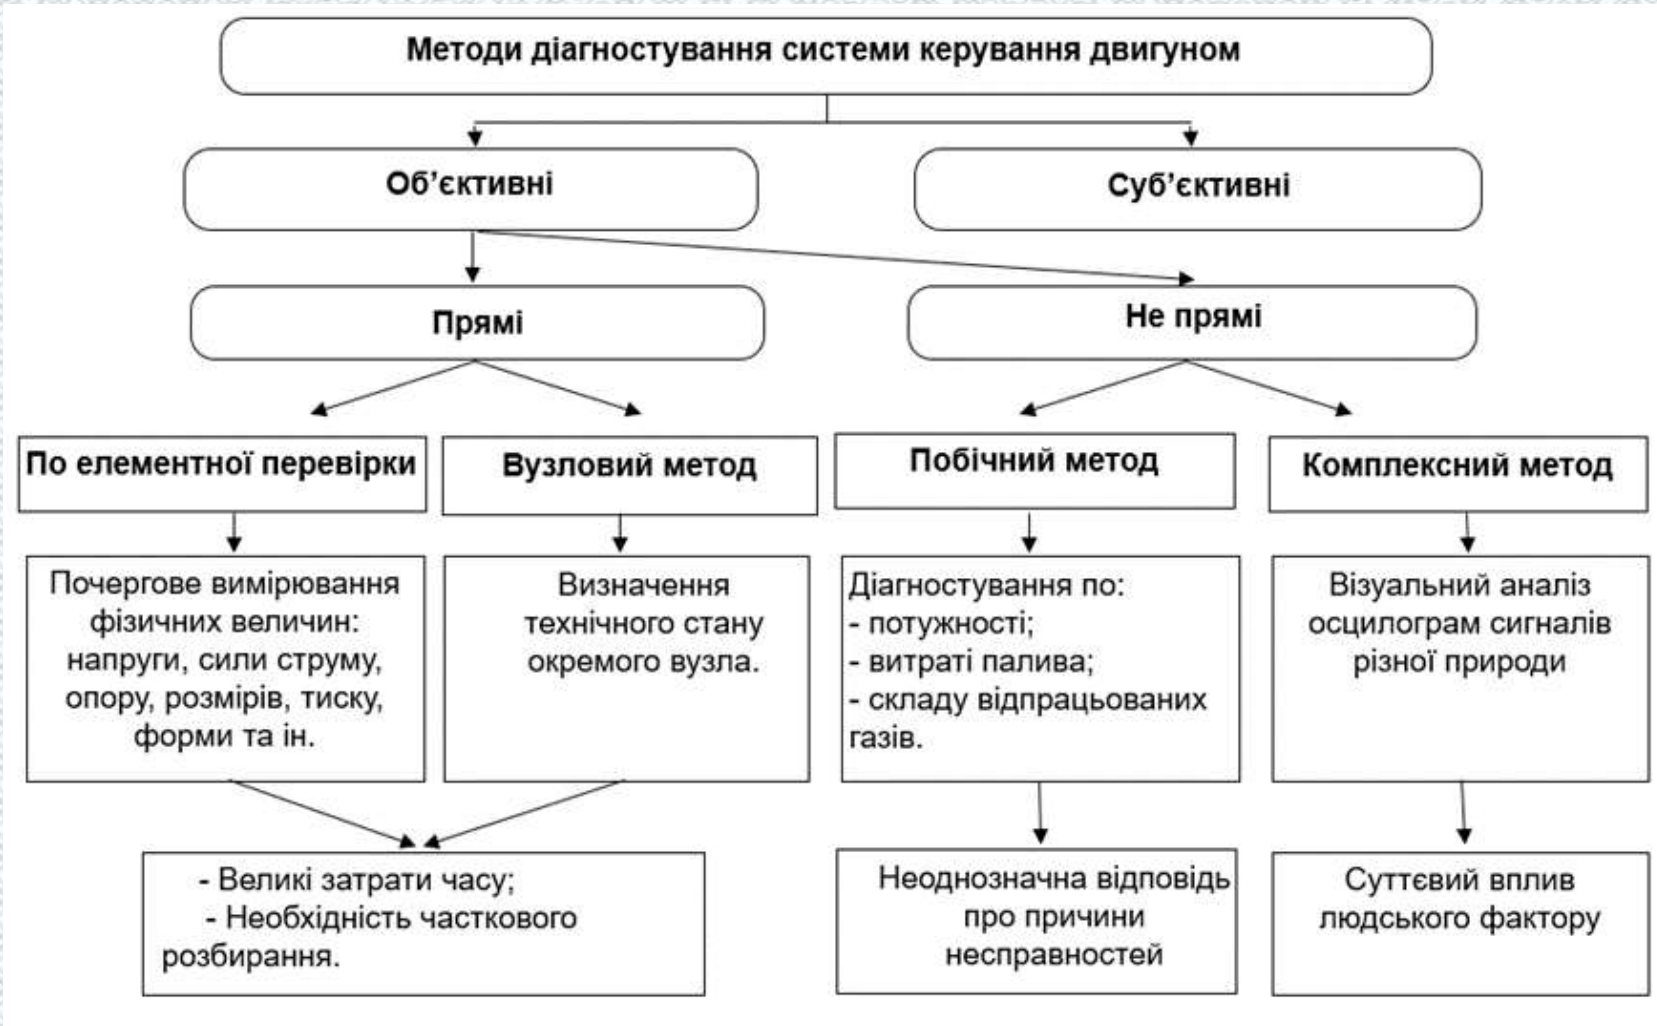 Методи діагностування системи керування двигуном
Об’єктивні
Суб’єктивні
Прямі
Не прямі
По елементної перевірки
Вузловий метод
Побічний метод
Комплексний метод
Почергове вимірювання
фізичних величин:
напруги, сили струму,
опору, розмірів, тиску,
форми та ін.
Визначення
технічного стану
окремого вузла.
Діагностування по:
- потужності;
- витраті палива;
- складу відпрацьованих
газів.
Візуальний аналіз
осцилограм сигналів
різної природи
- Великі затрати часу;
- Необхідність часткового
розбирання.
Неоднозначна відповідь
про причини
несправностей
Суттєвий вплив
людського фактору